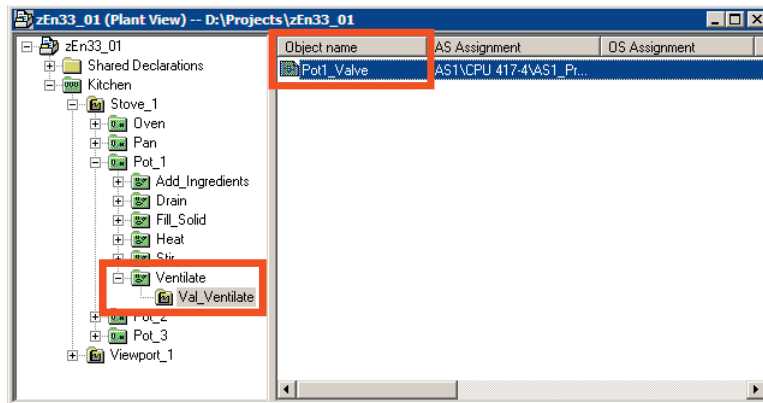 zEn33_01 (Plant View) -- D:\Projects\zEn33_01
zEn33_01
Shared Declarations
Kitchen
Stove_1
Oven
Pan
Pot_1
Add_Ingredients
Drain
Fill_Solid
Heat
Stir
Ventilate
Val_Ventilate
Pot_2
Pot_3
Viewport_1
Object name AS Assignment OS Assignment
Pot1_Valve AS1\CPU 417-4\AS1_Pr...